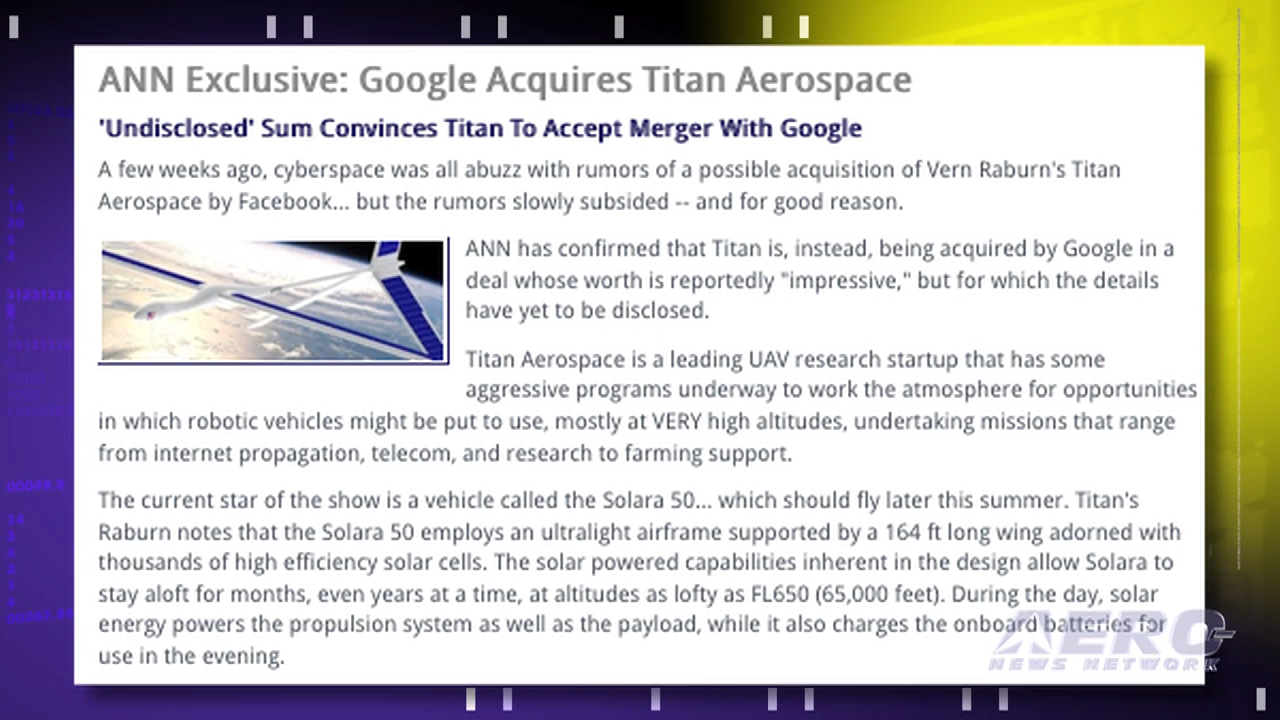 ANN Exclusive: Google Acquires Titan Aerospace
'Undisclosed' Sum Convinces Titan To Accept Merger With Google
A few weeks ago, cyberspace was all abuzz with rumors of a possible acquisition of Vern Raburn's Titan
Aerospace by Facebook... but the rumors slowly subsided -- and for good reason.
ANN has confirmed that Titan is, instead, being acquired by Google in a
deal whose worth is reportedly "impressive," but for which the details
have yet to be disclosed.
Titan Aerospace is a leading UAV research startup that has some
aggressive programs underway to work the atmosphere for opportunities
in which robotic vehicles might be put to use, mostly at VERY high altitudes, undertaking missions that range
from internet propagation, telecom, and research to farming support.
The current star of the show is a vehicle called the Solara 50... which should fly later this summer. Titan's
Raburn notes that the Solara 50 employs an ultralight airframe supported by a 164 ft long wing adorned with
thousands of high efficiency solar cells. The solar powered capabilities inherent in the design allow Solara to
stay aloft for months, even years at a time, at altitudes as lofty as FL650 (65,000 feet). During the day, solar
energy powers the propulsion system as well as the payload, while it also charges the onboard batteries for
use in the evening.
AERO
NEWS NETWORK